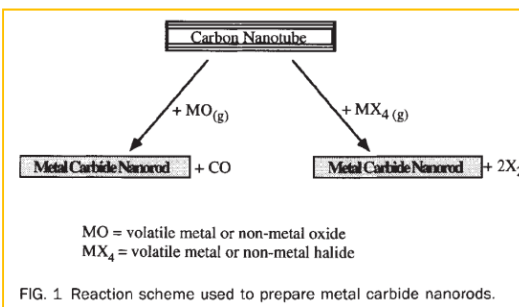 Carbon Nanotube
+ MO(g)
+ MX4 (g)
Metal Carbide Nanorod + CO
Metal Carbide Nanorod + 2X2
MO = volatile metal or non-metal oxide
MX4 = volatile metal or non-metal halide
FIG. 1 Reaction scheme used to prepare metal carbide nanorods.